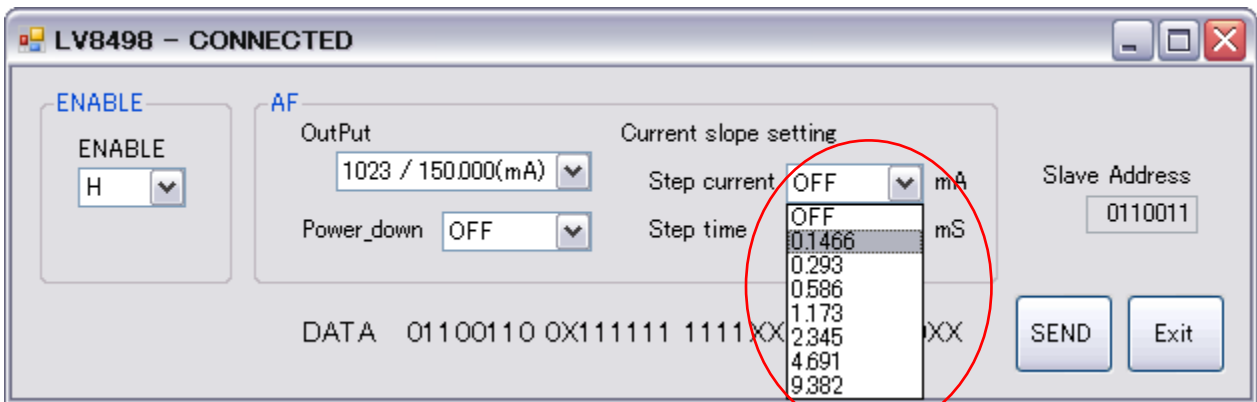 LV8498 - CONNECTED
ENABLE
ENABLE
H
AF
OutPut
1023 / 150.000(mA)
Power_down OFF
Current slope setting
Step current OFF mA
Step time mS
OFF
0.1466
0.293
0.586
1.173
2.345
4.691
9.382
Slave Address
0110011
DATA 01100110 0X111111 1111XX XX
SEND
Exit